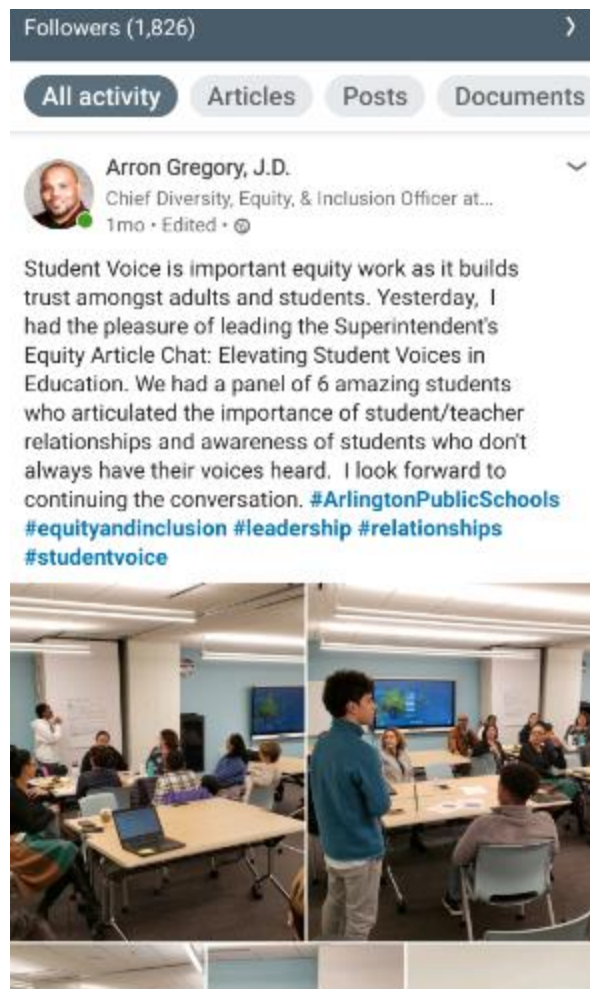 Followers (1,826)
All activity
Articles
Posts
Documents
Arron Gregory, J.D.
Chief Diversity, Equity, & Inclusion Officer at...
1mo • Edited •
Student Voice is important equity work as it builds
trust amongst adults and students. Yesterday, I
had the pleasure of leading the Superintendent's
Equity Article Chat: Elevating Student Voices in
Education. We had a panel of 6 amazing students
who articulated the importance of student/teacher
relationships and awareness of students who don't
always have their voices heard. I look forward to
continuing the conversation. #ArlingtonPublicSchools
#equityandinclusion #leadership #relationships
#studentvoice